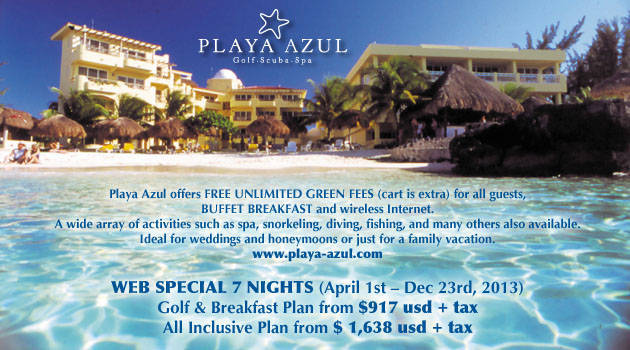 PLAYA AZUL
Golf-Scuba-Spa
Playa Azul offers FREE UNLIMITED GREEN FEES (cart is extra) for all guests,
BUFFET BREAKFAST and wireless Internet.
A wide array of activities such as spa, snorkeling, diving, fishing, and many others also available.
Ideal for weddings and honeymoons or just for a family vacation.
www.playa-azul.com
WEB SPECIAL 7 NIGHTS (April 1st – Dec 23rd, 2013)
Golf & Breakfast Plan from $917 usd + tax
All Inclusive Plan from $ 1,638 usd + tax